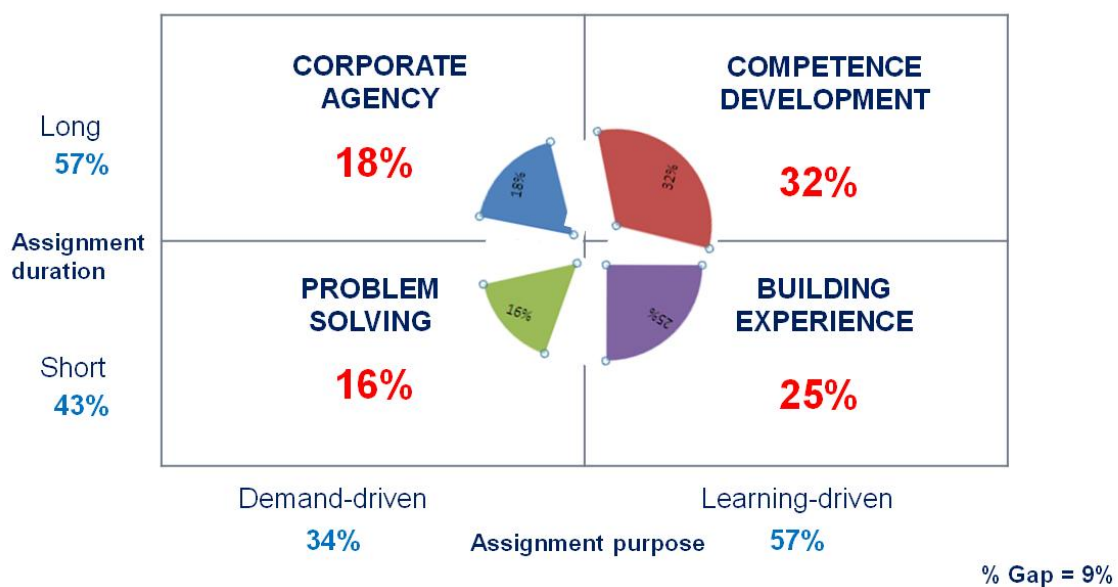 CORPORATE
AGENCY
18%
COMPETENCE
DEVELOPMENT
32%
Long
57%
18%
32%
Assignment
duration
PROBLEM
SOLVING
16%
BUILDING
EXPERIENCE
25%
Short
43%
16%
25%
Demand-driven
34%
Assignment purpose
Learning-driven
57%
% Gap = 9%